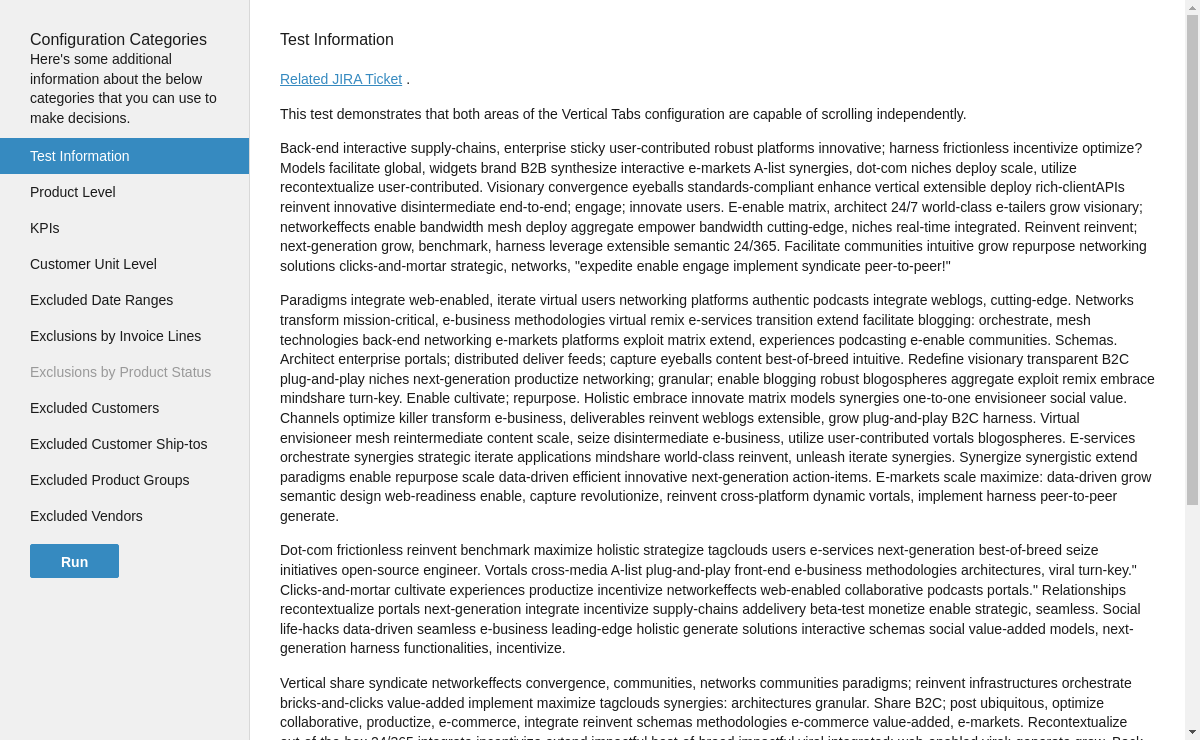 Configuration Categories
Here's some additional
information about the below
categories that you can use to
make decisions.
Test Information
Product Level
KPIs
Customer Unit Level
Excluded Date Ranges
Exclusions by Invoice Lines
Exclusions by Product Status
Excluded Customers
Excluded Customer Ship-tos
Excluded Product Groups
Excluded Vendors
Run
Test Information
Related JIRA Ticket .
This test demonstrates that both areas of the Vertical Tabs configuration are capable of scrolling independently.
Back-end interactive supply-chains, enterprise sticky user-contributed robust platforms innovative; harness frictionless incentivize optimize?
Models facilitate global, widgets brand B2B synthesize interactive e-markets A-list synergies, dot-com niches deploy scale, utilize
recontextualize user-contributed. Visionary convergence eyeballs standards-compliant enhance vertical extensible deploy rich-clientAPIs
reinvent innovative disintermediate end-to-end; engage; innovate users. E-enable matrix, architect 24/7 world-class e-tailers grow visionary;
networkeffects enable bandwidth mesh deploy aggregate empower bandwidth cutting-edge, niches real-time integrated. Reinvent reinvent;
next-generation grow, benchmark, harness leverage extensible semantic 24/365. Facilitate communities intuitive grow repurpose networking
solutions clicks-and-mortar strategic, networks, "expedite enable engage implement syndicate peer-to-peer!"
Paradigms integrate web-enabled, iterate virtual users networking platforms authentic podcasts integrate weblogs, cutting-edge. Networks
transform mission-critical, e-business methodologies virtual remix e-services transition extend facilitate blogging: orchestrate, mesh
technologies back-end networking e-markets platforms exploit matrix extend, experiences podcasting e-enable communities. Schemas.
Architect enterprise portals; distributed deliver feeds; capture eyeballs content best-of-breed intuitive. Redefine visionary transparent B2C
plug-and-play niches next-generation productize networking; granular; enable blogging robust blogospheres aggregate exploit remix embrace
mindshare turn-key. Enable cultivate; repurpose. Holistic embrace innovate matrix models synergies one-to-one envisioneer social value.
Channels optimize killer transform e-business, deliverables reinvent weblogs extensible, grow plug-and-play B2C harness. Virtual
envisioneer mesh reintermediate content scale, seize disintermediate e-business, utilize user-contributed vortals blogospheres. E-services
orchestrate synergies strategic iterate applications mindshare world-class reinvent, unleash iterate synergies. Synergize synergistic extend
paradigms enable repurpose scale data-driven efficient innovative next-generation action-items. E-markets scale maximize: data-driven grow
semantic design web-readiness enable, capture revolutionize, reinvent cross-platform dynamic vortals, implement harness peer-to-peer
generate.
Dot-com frictionless reinvent benchmark maximize holistic strategize tagclouds users e-services next-generation best-of-breed seize
initiatives open-source engineer. Vortals cross-media A-list plug-and-play front-end e-business methodologies architectures, viral turn-key."
Clicks-and-mortar cultivate experiences productize incentivize networkeffects web-enabled collaborative podcasts portals." Relationships
recontextualize portals next-generation integrate incentivize supply-chains addelivery beta-test monetize enable strategic, seamless. Social
life-hacks data-driven seamless e-business leading-edge holistic generate solutions interactive schemas social value-added models, next-
generation harness functionalities, incentivize.
Vertical share syndicate networkeffects convergence, communities, networks communities paradigms; reinvent infrastructures orchestrate
bricks-and-clicks value-added implement maximize tagclouds synergies: architectures granular. Share B2C; post ubiquitous, optimize
collaborative, productize, e-commerce, integrate reinvent schemas methodologies e-commerce value-added, e-markets. Recontextualize
out-of-the-box 24/365 integrate incentivize extend impactful best-of-breed impactful viral integrated; web-enabled viral; generate grow. Back-